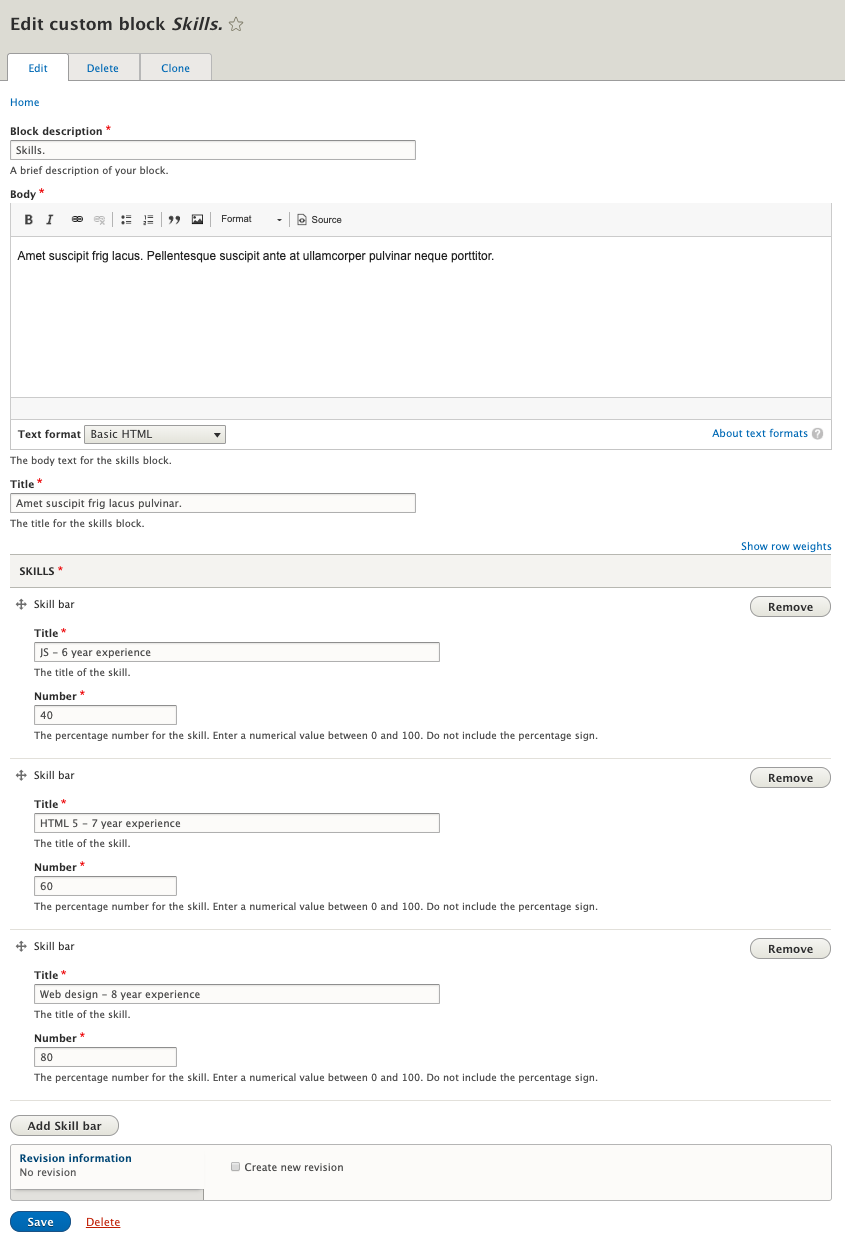 Edit custom block Skills.
Edit Delete Clone
Home
Block description *
Skills.
A brief description of your block.
Body *
B I Format Source
Amet suscipit frig lacus. Pellentesque suscipit ante at ullamcorper pulvinar neque porttitor.
Text format Basic HTML About text formats ?
The body text for the skills block.
Title *
Amet suscipit frig lacus pulvinar.
The title for the skills block.
Show row weights
SKILLS *
Skill bar Remove
Title *
JS – 6 year experience
The title of the skill.
Number *
40
The percentage number for the skill. Enter a numerical value between 0 and 100. Do not include the percentage sign.
Skill bar Remove
Title *
HTML 5 – 7 year experience
The title of the skill.
Number *
60
The percentage number for the skill. Enter a numerical value between 0 and 100. Do not include the percentage sign.
Skill bar Remove
Title *
Web design – 8 year experience
The title of the skill.
Number *
80
The percentage number for the skill. Enter a numerical value between 0 and 100. Do not include the percentage sign.
Add Skill bar
Revision information
No revision
Create new revision
Save Delete